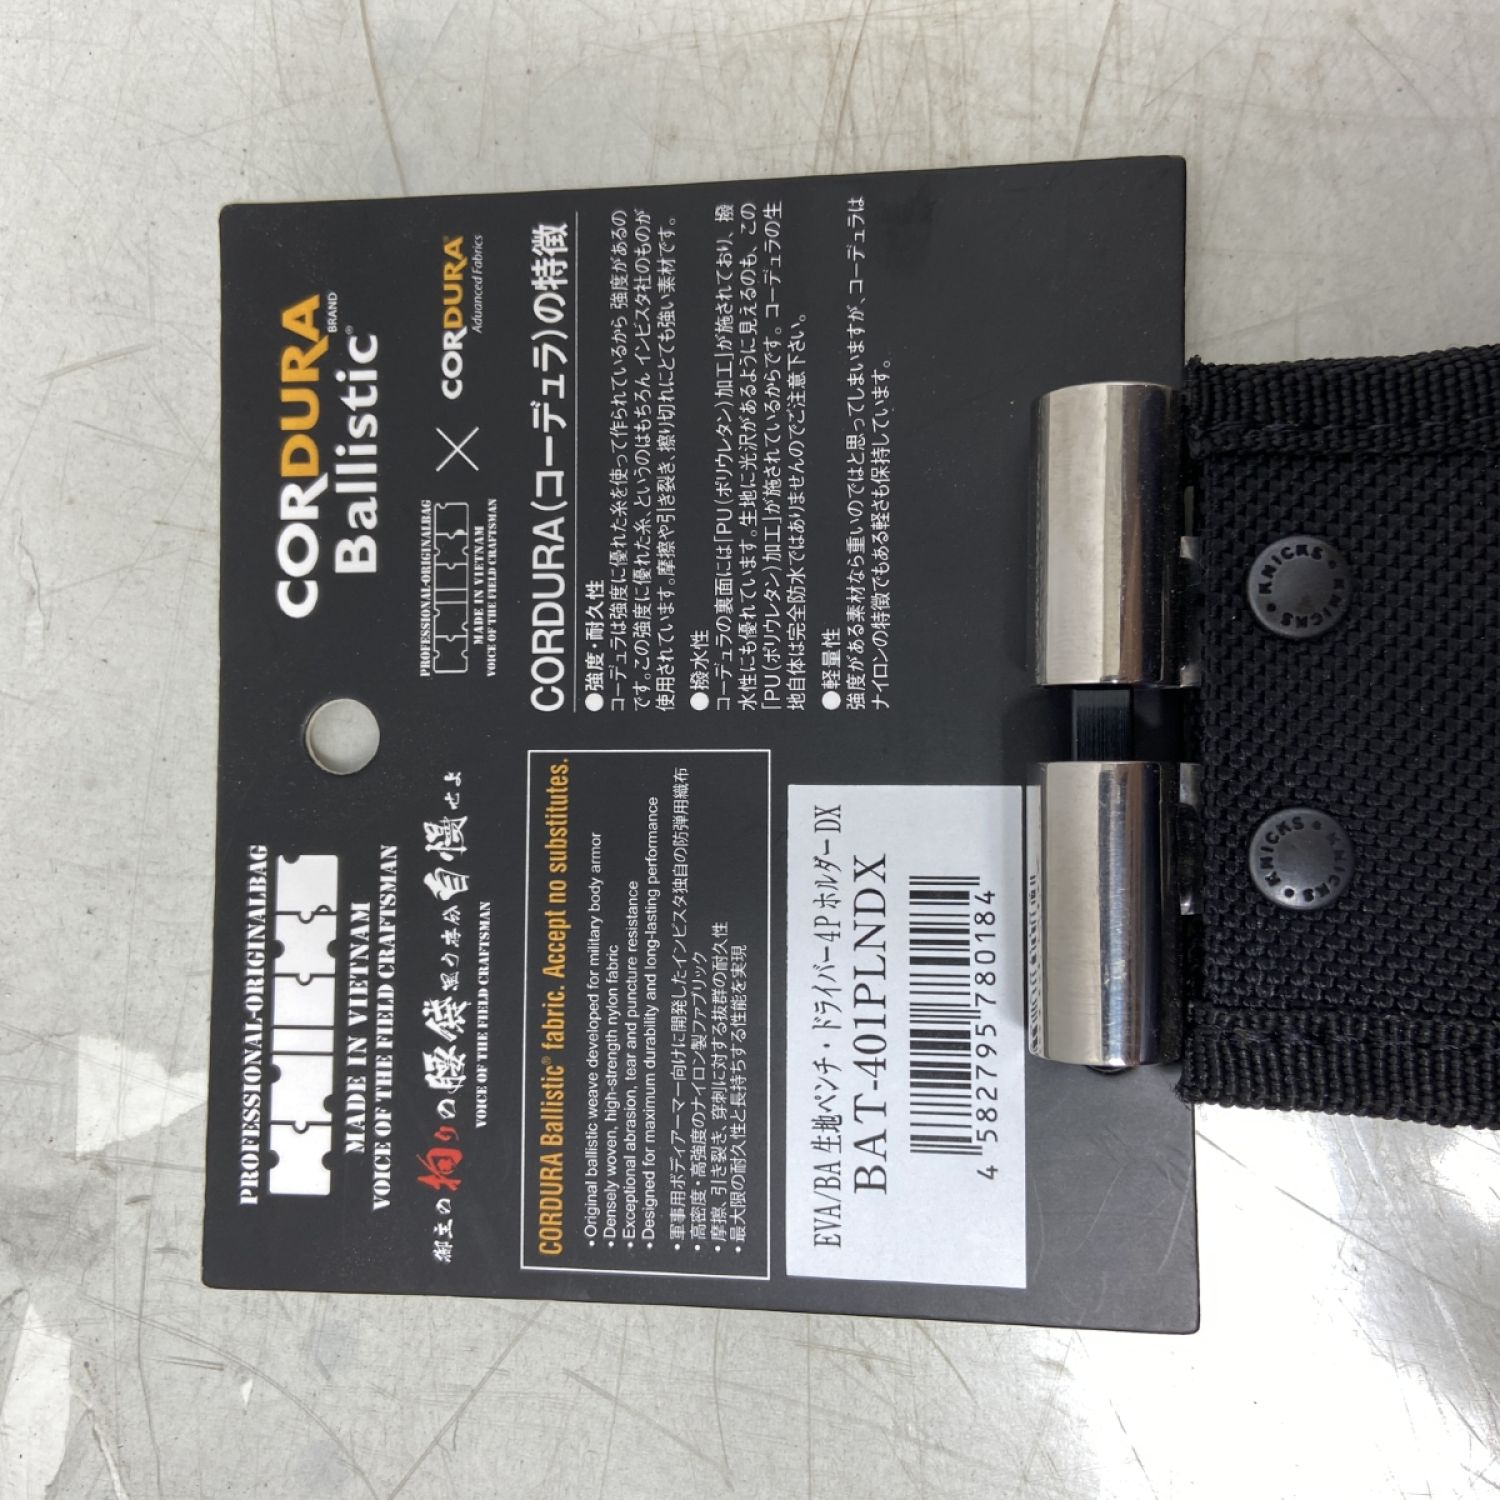 PROFESSIONAL-ORIGINALBAG
KNICKS
MADE IN VIETNAM
VOICE OF THE FIELD CRAFTSMAN
VOICE OF THE FIELD CRAFTSMAN
CORDURA Ballistic® fabric. Accept no substitutes.
•Original ballistic weave developed for military body armor
•Densely woven, high-strength nylon fabric
•Exceptional abrasion, tear and puncture resistance
•Designed for maximum durability and long-lasting performance
•軍事用ボディアーマー向けに開発したインビスタ独自の防弾用織布
•高密度・高強度のナイロン製ファブリック
•摩擦、引き裂き、穿刺に対する抜群の耐久性
•最大限の耐久性と長持ちする性能を実現
EVA/BA生地ペンチ・ドライバー4PホルダーDX
BAT-401PLNDX
4 582795 780184
CORDURA
BRAND
Ballistic®
PROFESSIONAL-ORIGINALBAG
KNICKS
MADE IN VIETNAM
VOICE OF THE FIELD CRAFTSMAN
×
CORDURA
Advanced Fabrics
CORDURA(コーデュラ)の特徴
●強度・耐久性
コーデュラは強度に優れた糸を使って作られているから 強度があるの
です。この強度に優れた糸、というのはもちろん インビスタ社のものが
使用されています。摩擦や引き裂き、擦り切れにとても強い素材です。
●撥水性
コーデュラの裏面には「PU(ポリウレタン)加工」が施されており、撥
水性にも優れています。生地に光沢があるように見えるのも、この
「PU(ポリウレタン)加工」が施されているからです。コーデュラの生
地自体は完全防水ではありませんのでご注意下さい。
●軽量性
強度がある素材なら重いのではと思ってしまいますが、コーデュラは
ナイロンの特徴でもある軽さも保持しています。
KNICKS KNICKS
KNICKS KNICKS